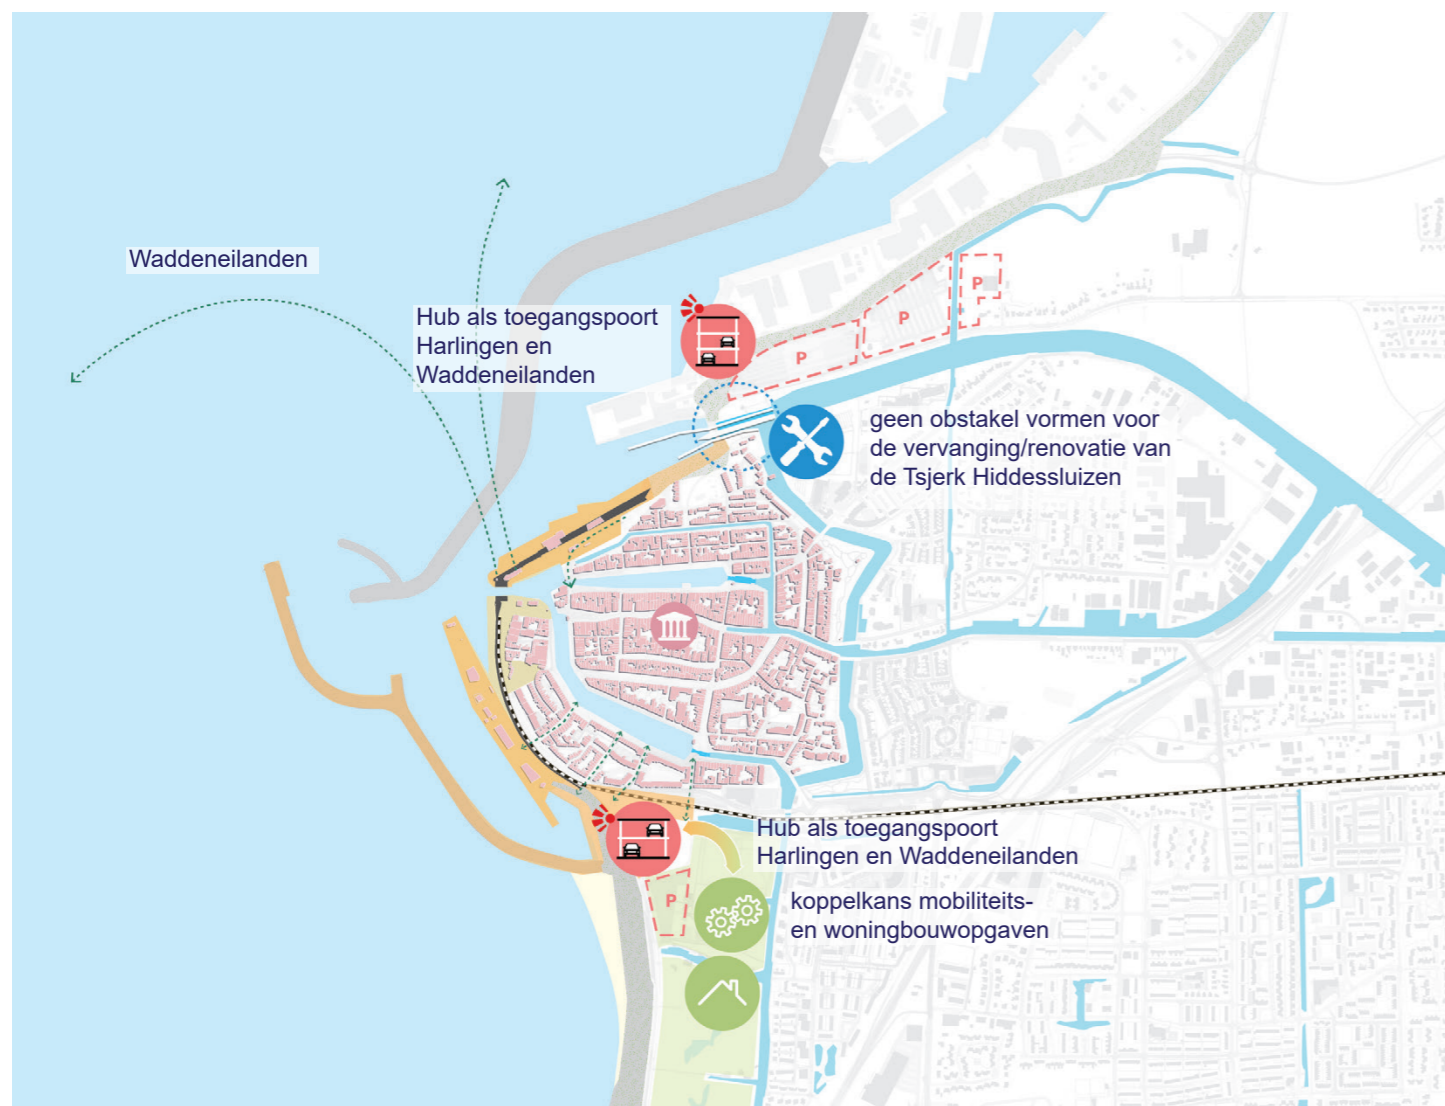 Waddeneilanden
Hub als toegangspoort
Harlingen en
Waddeneilanden
P
P
P
geen obstakel vormen voor
de vervanging/renovatie van
de Tsjerk Hiddessluizen
Hub als toegangspoort
Harlingen en Waddeneilanden
P
koppelkans mobiliteits-
en woningbouwopgaven